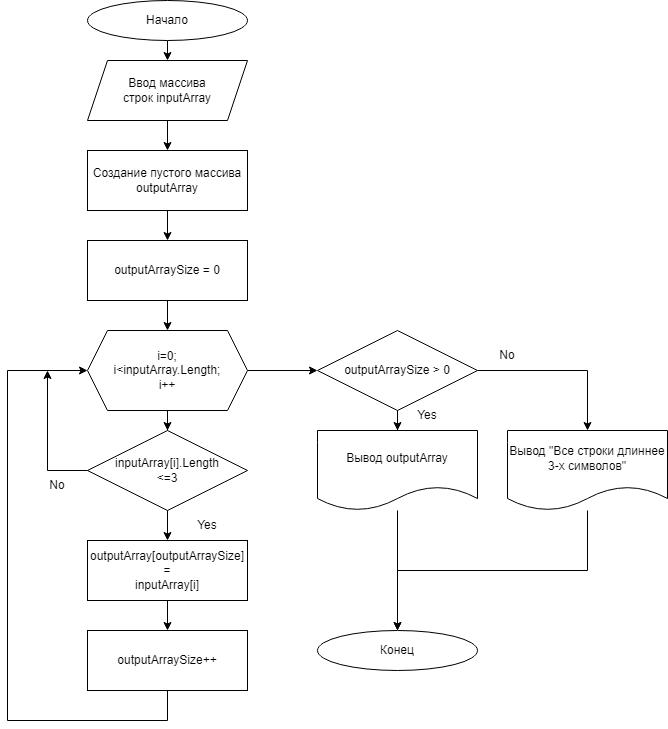 Начало
Ввод массива
строк inputArray
Создание пустого массива
outputArray
outputArraySize = 0
i=0;
i<inputArray.Length;
i++
outputArraySize > 0
No
Yes
inputArray[i].Length
<=3
No
Yes
Вывод outputArray
Вывод "Все строки длиннее
3-х символов"
outputArray[outputArraySize]
=
inputArray[i]
outputArraySize++
Конец